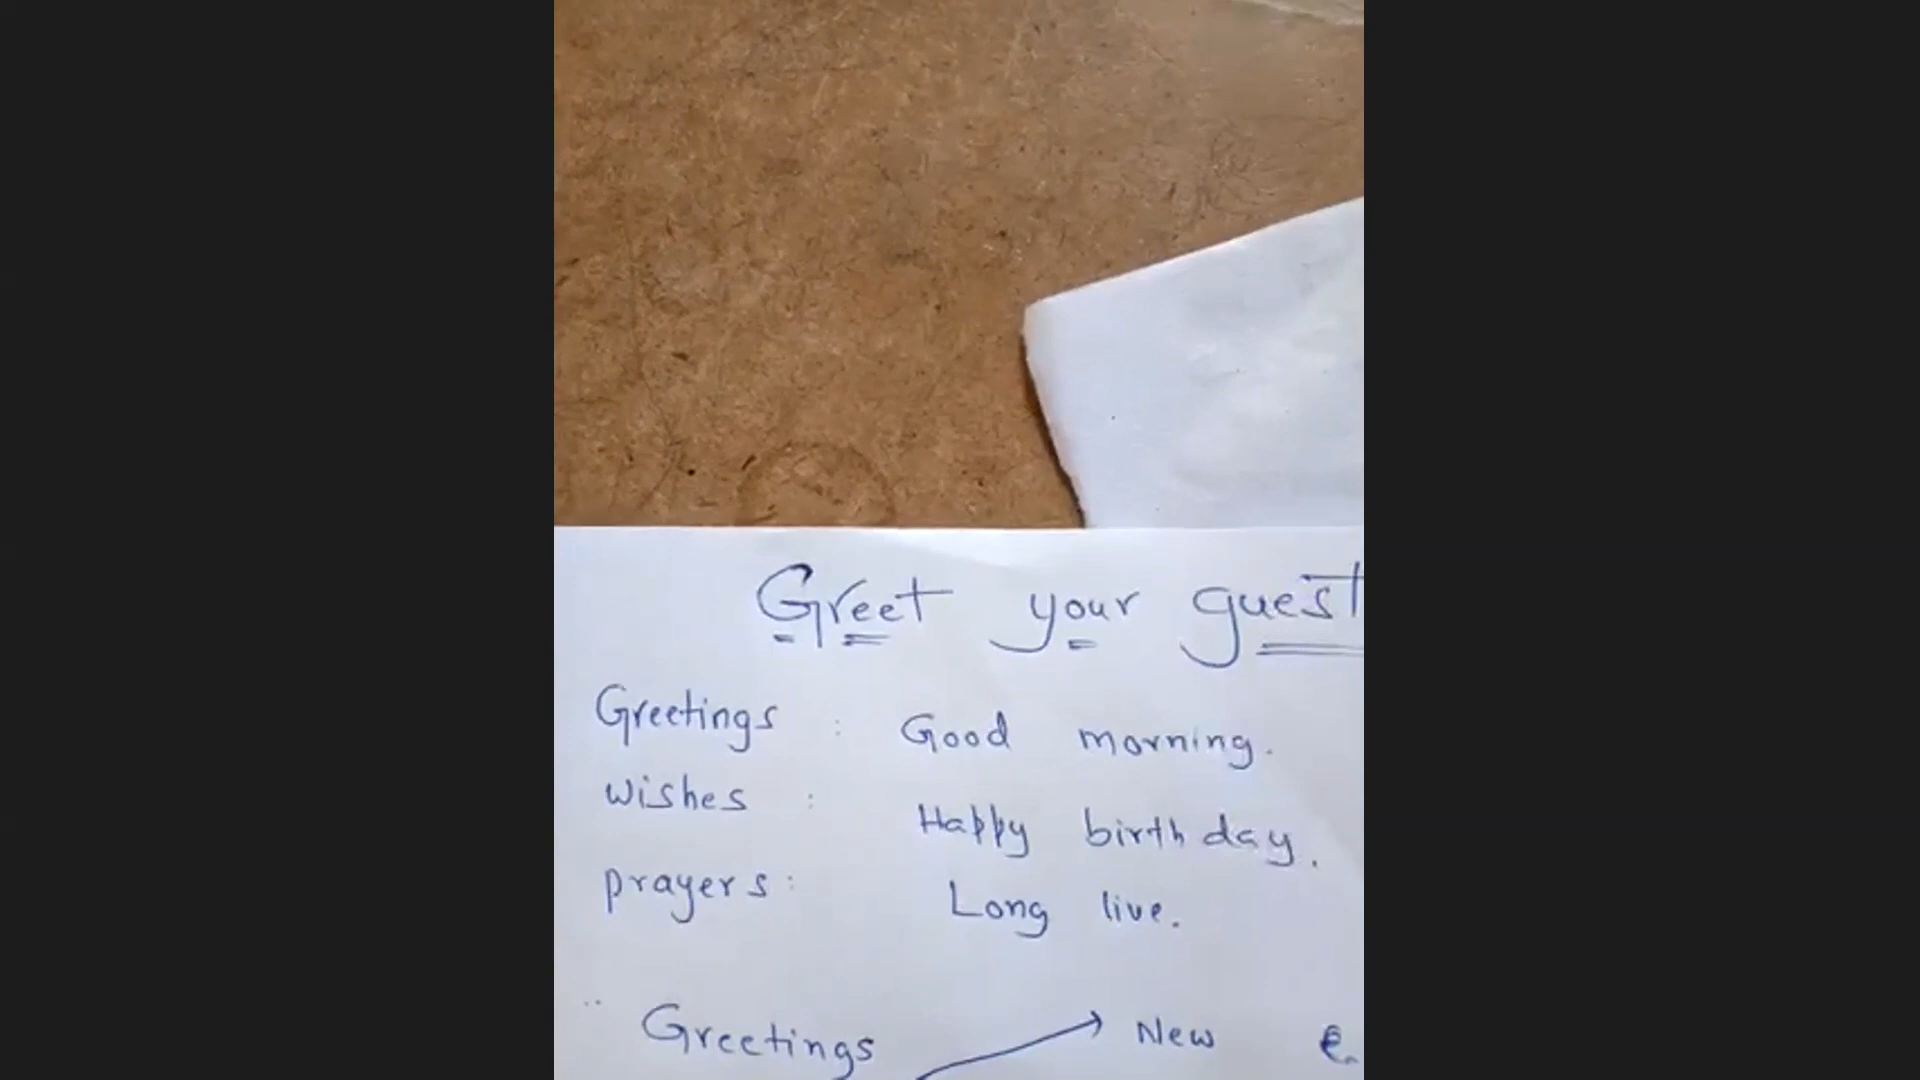 Greet your guest
Greetings : Good morning.
wishes : Happy birthday.
prayers : Long live.
Greetings → New